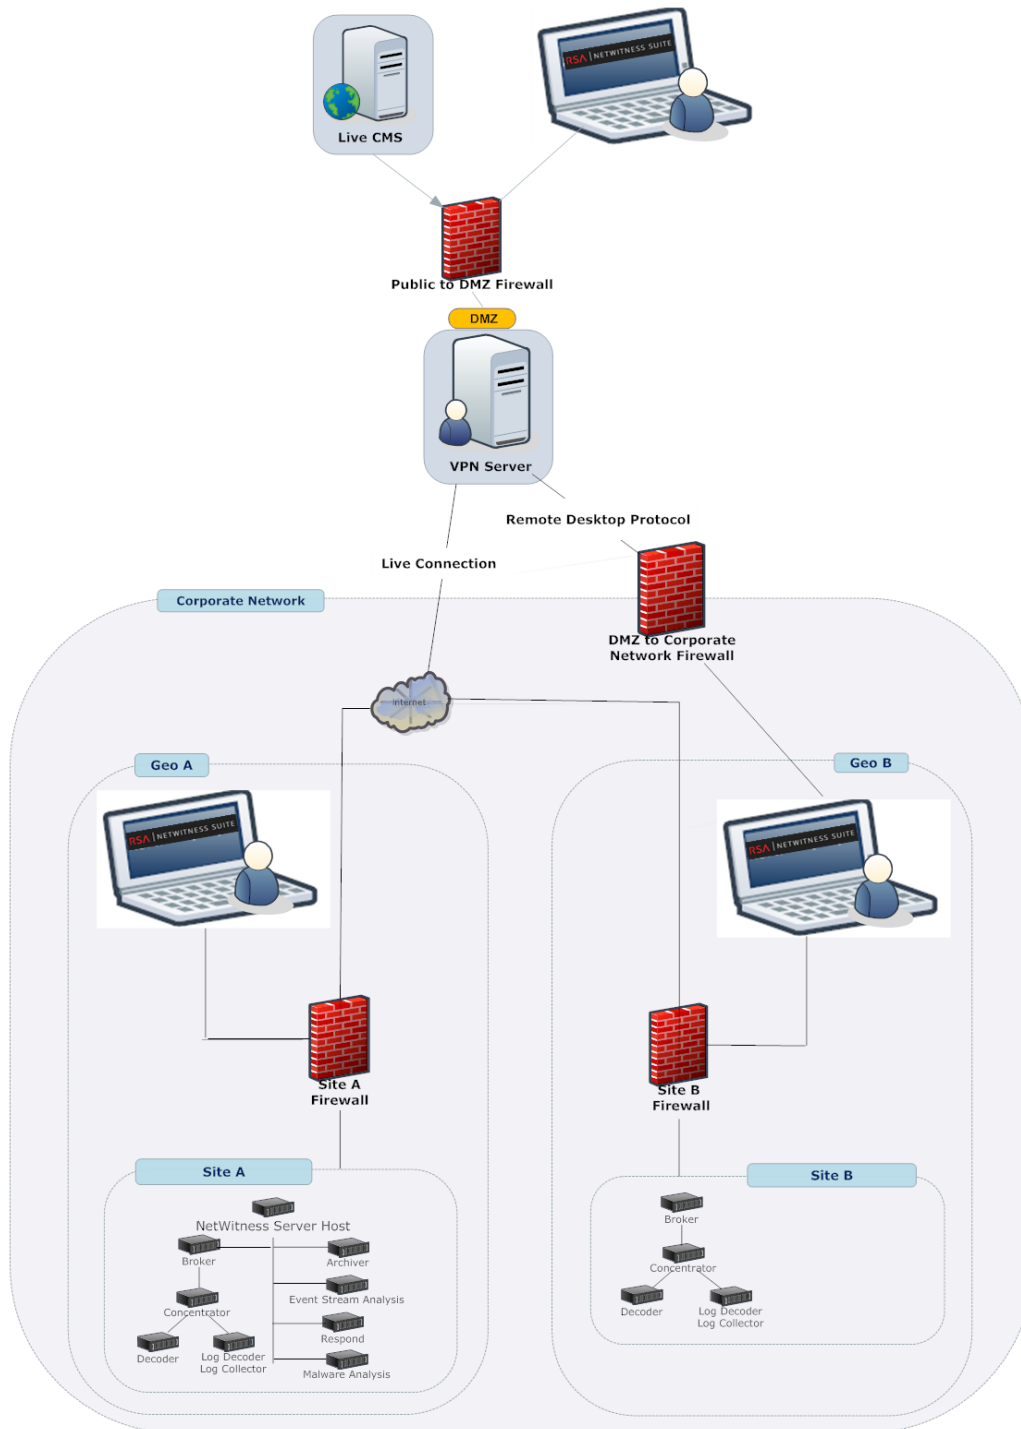 RSA | NETWITNESS SUITE
Live CMS
Public to DMZ Firewall
DMZ
VPN Server
Remote Desktop Protocol
Live Connection
Corporate Network
DMZ to Corporate
Network Firewall
Internet
Geo A
Geo B
RSA | NETWITNESS SUITE
RSA | NETWITNESS SUITE
Site A
Firewall
Site B
Firewall
Site A
Site B
NetWitness Server Host
Broker
Archiver
Event Stream Analysis
Concentrator
Respond
Decoder
Log Decoder
Log Collector
Malware Analysis
Broker
Concentrator
Decoder
Log Decoder
Log Collector